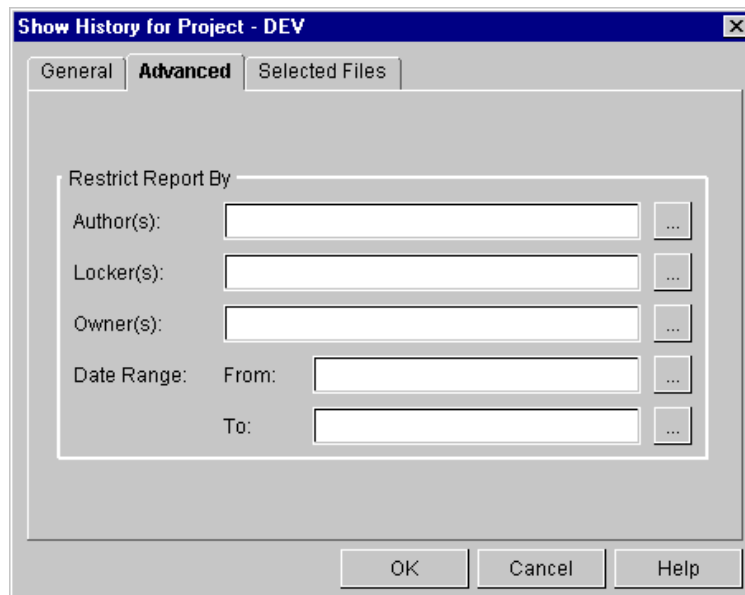 Show History for Project - DEV
General Advanced Selected Files
Restrict Report By
Author(s): ...
Locker(s): ...
Owner(s): ...
Date Range: From: ...
To: ...
OK Cancel Help